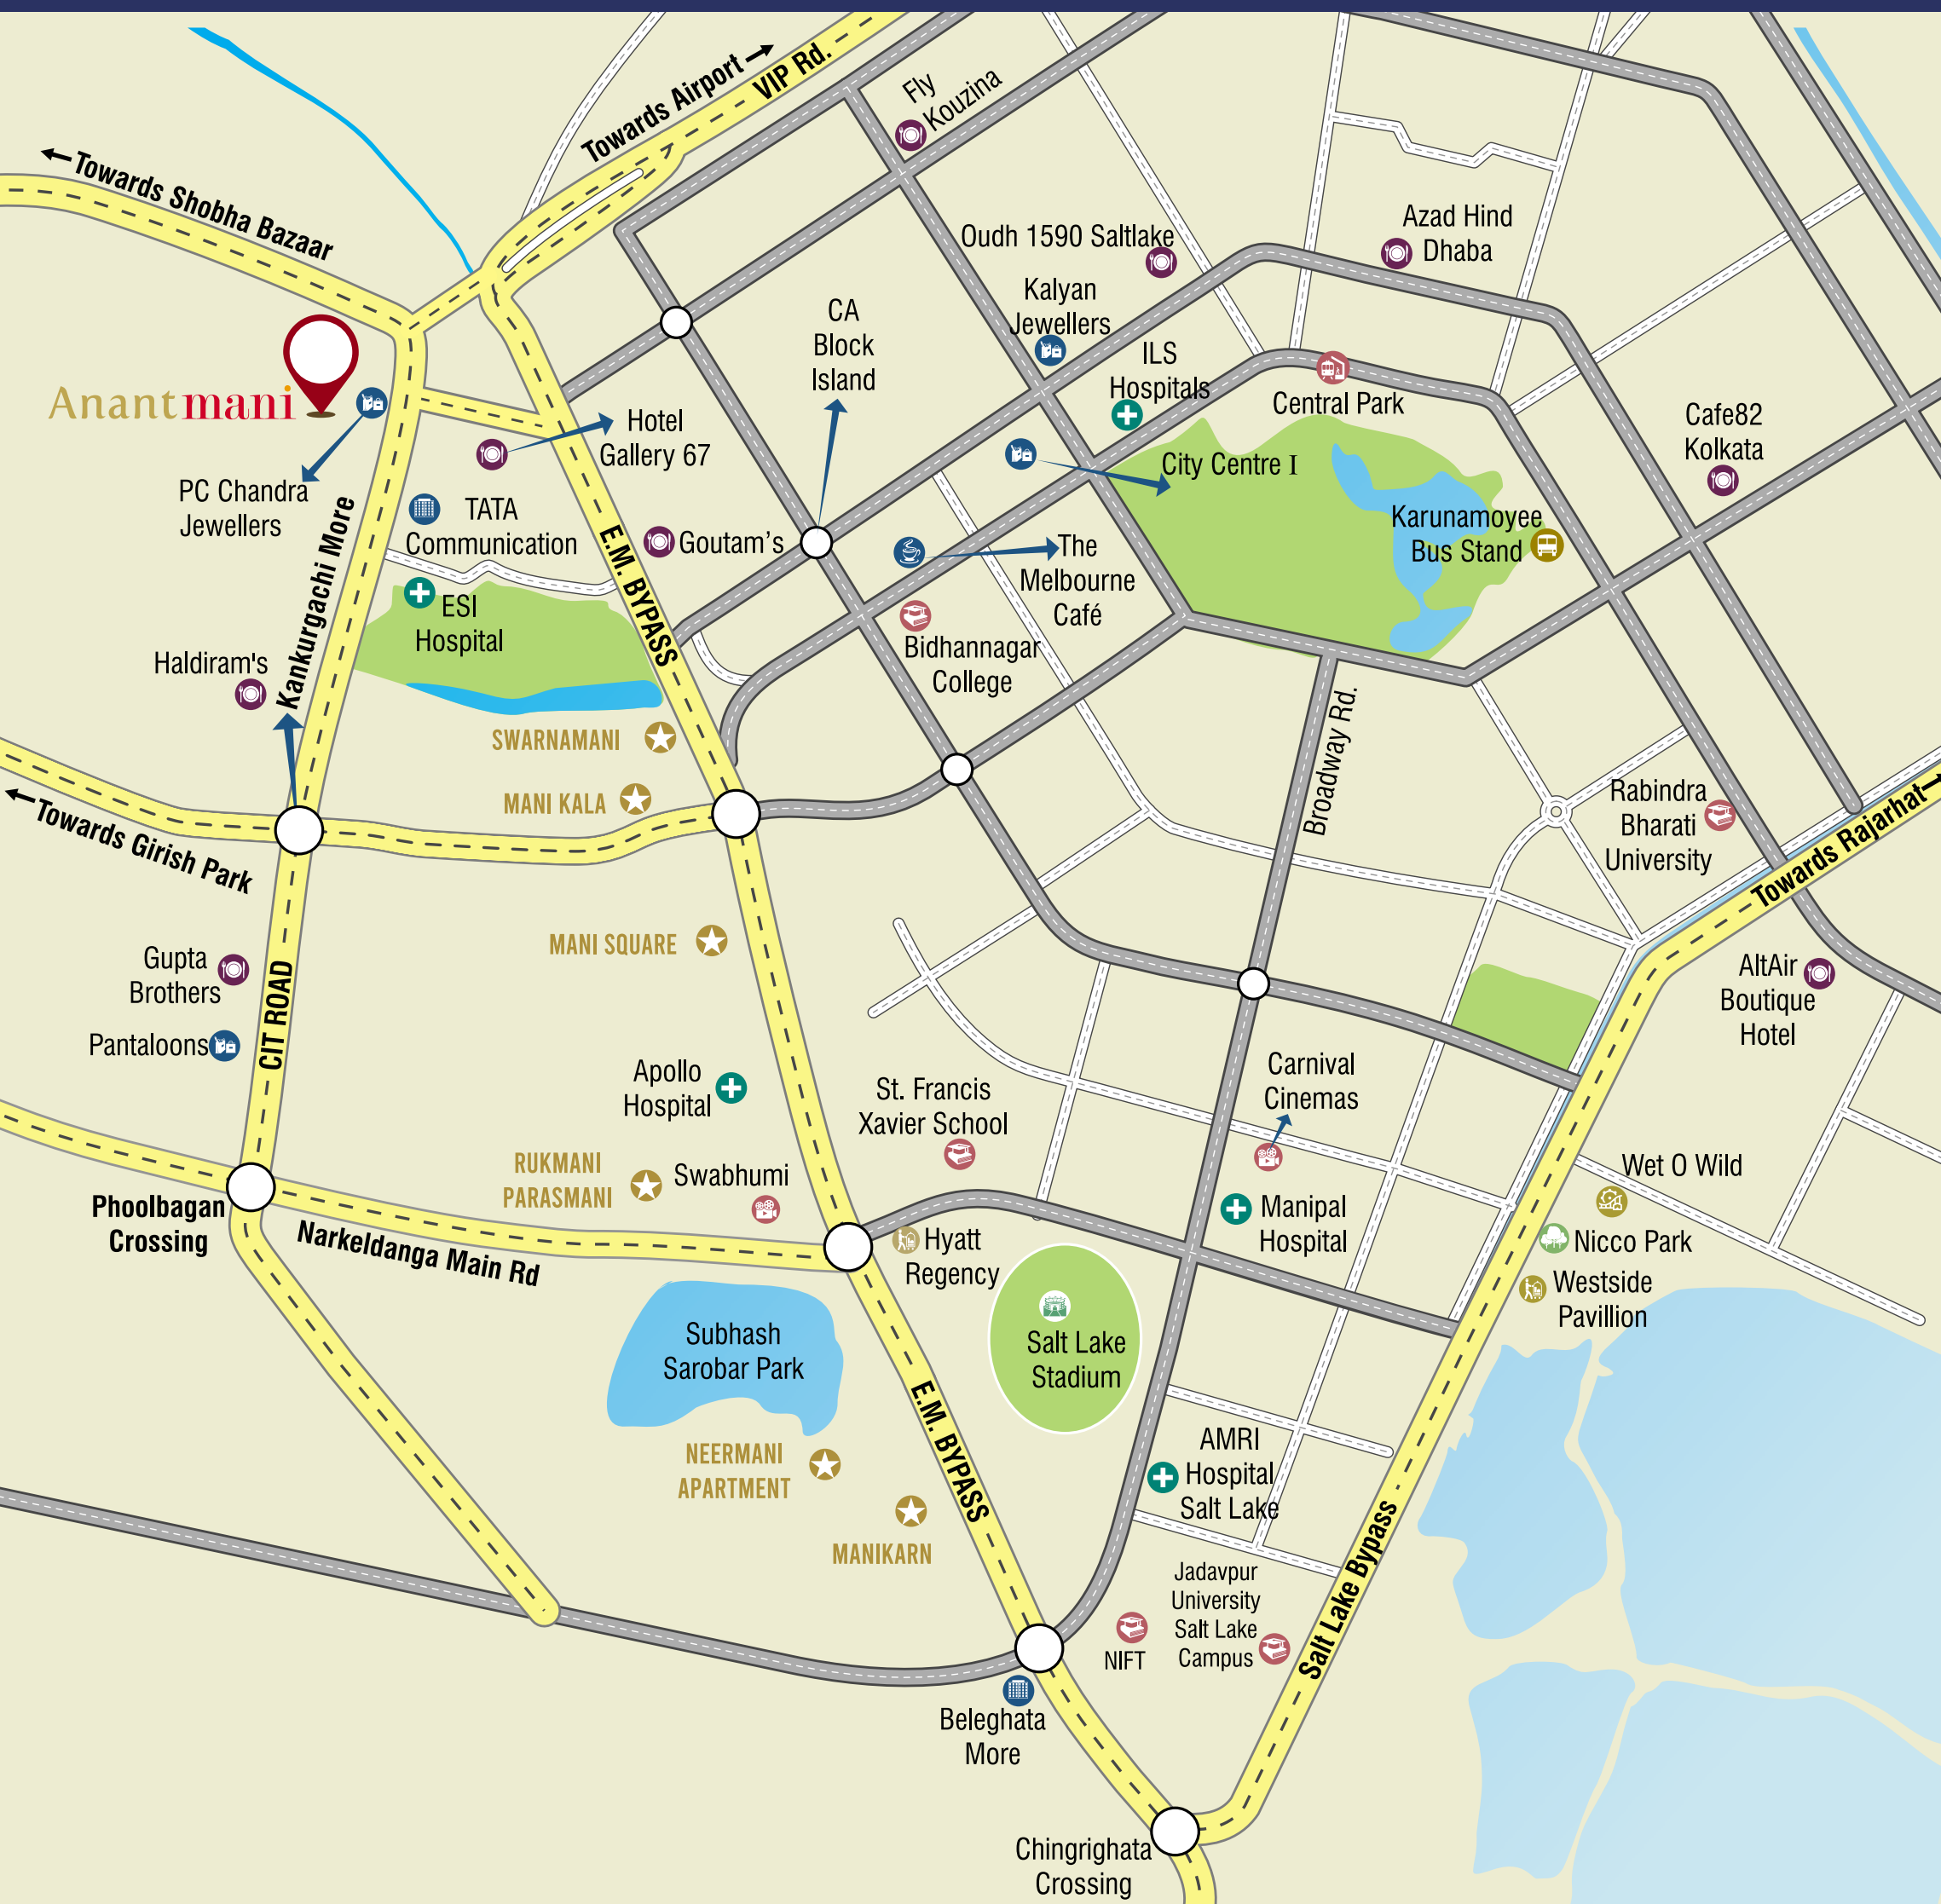 Towards Airport
VIP Rd.
Fly
Kouzina
Towards Shobha Bazaar
Azad Hind
Dhaba
Oudh 1590 Saltlake
Kalyan
Jewellers
CA
Block
Island
ILS
Hospitals
Central Park
Anantmani
Hotel
Gallery 67
Cafe82
Kolkata
City Centre I
PC Chandra
Jewellers
TATA
Communication
Kankurgachi More
E.M. BYPASS
Goutam's
Karunamoyee
Bus Stand
The
Melbourne
Café
ESI
Hospital
Bidhannagar
College
Haldiram's
SWARNAMANI
Broadway Rd.
MANI KALA
Towards Girish Park
Rabindra
Bharati
University
Towards Rajarhat
MANI SQUARE
Gupta
Brothers
CIT ROAD
AltAir
Boutique
Hotel
Pantaloons
Apollo
Hospital
St. Francis
Xavier School
Carnival
Cinemas
RUKMANI
PARASMANI
Swabhumi
Wet O Wild
Phoolbagan
Crossing
Narkeldanga Main Rd
Hyatt
Regency
Manipal
Hospital
Nicco Park
Westside
Pavillion
Subhash
Sarobar Park
Salt Lake
Stadium
E.M. BYPASS
NEERMANI
APARTMENT
MANIKARN
AMRI
Hospital
Salt Lake
Salt Lake Bypass
Jadavpur
University
Salt Lake
Campus
NIFT
Beleghata
More
Chingrighata
Crossing